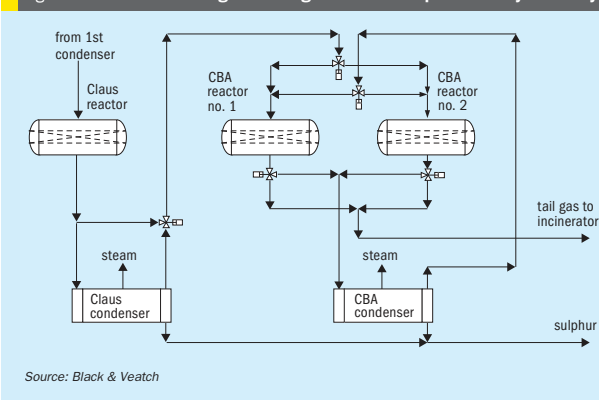 from 1st
condenser
Claus
reactor
CBA
reactor
no. 1
CBA
reactor
no. 2
tail gas to
incinerator
steam
steam
Claus
condenser
CBA
condenser
sulphur
Source: Black & Veatch